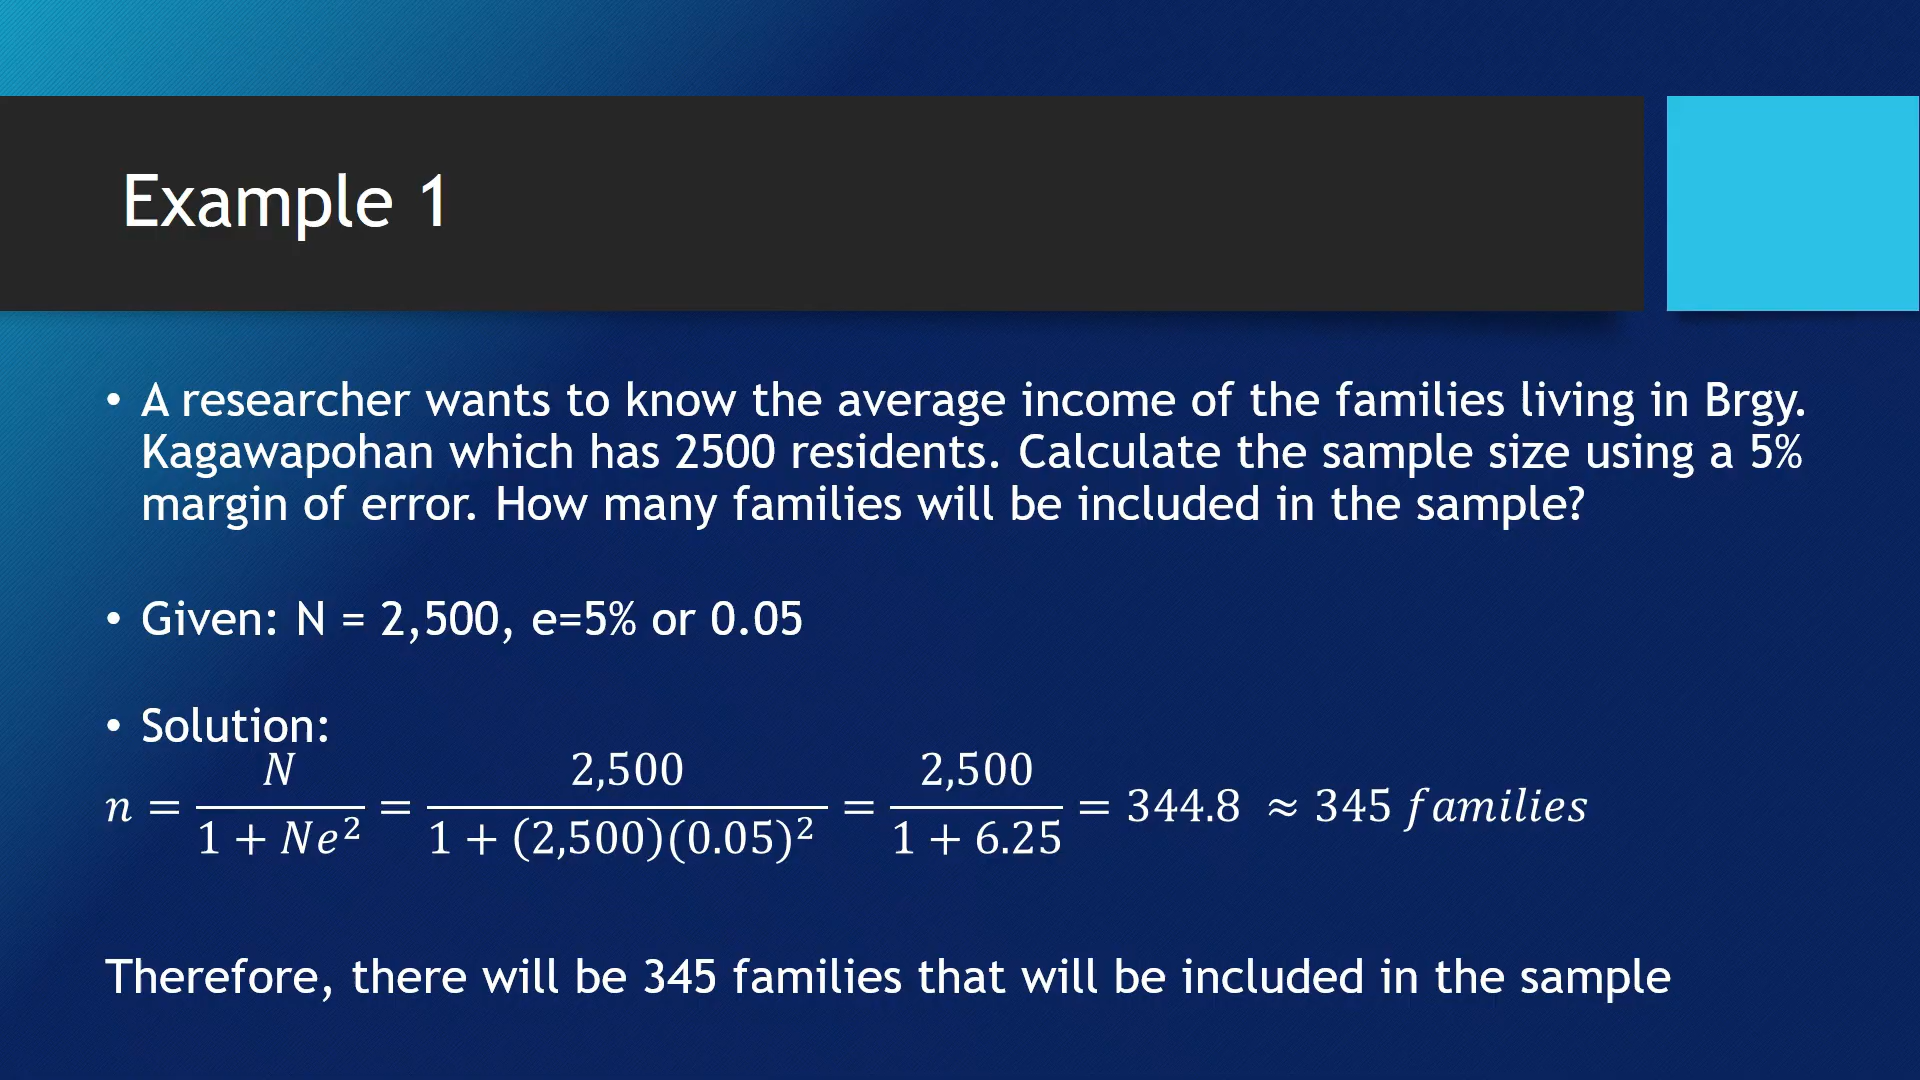 Example 1
• A researcher wants to know the average income of the families living in Brgy.
Kagawapohan which has 2500 residents. Calculate the sample size using a 5%
margin of error. How many families will be included in the sample?
• Given: N = 2,500, e=5% or 0.05
• Solution:
n = N / (1 + Ne²) = 2,500 / (1 + (2,500)(0.05)²) = 2,500 / (1 + 6.25) = 344.8 ≈ 345 families
Therefore, there will be 345 families that will be included in the sample